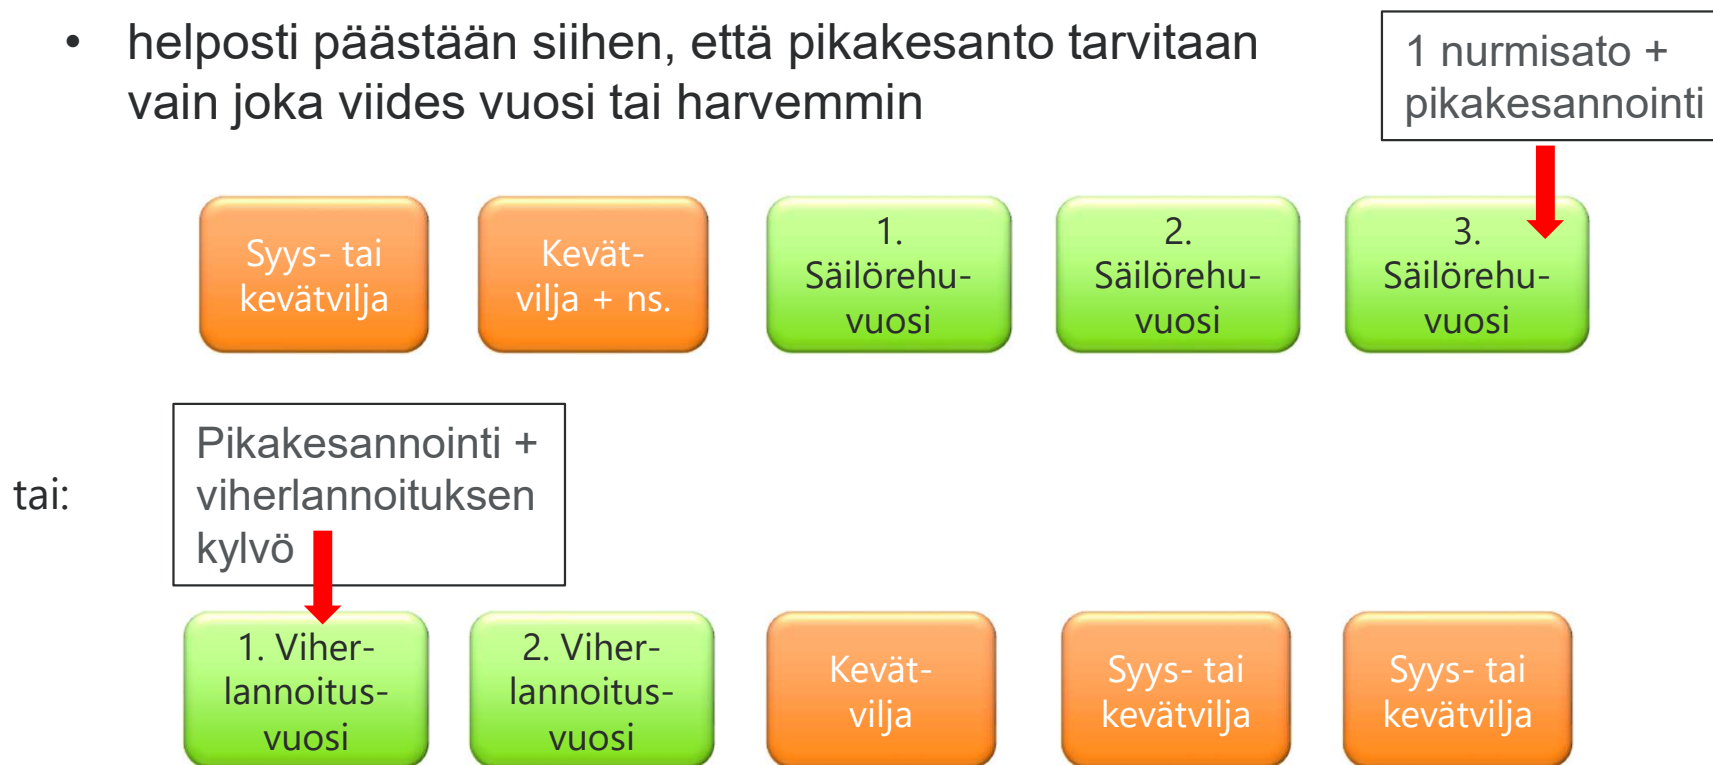 • helposti päästään siihen, että pikakesanto tarvitaan
vain joka viides vuosi tai harvemmin
1 nurmisato +
pikakesannointi
Syys- tai
kevätvilja
Kevät-
vilja + ns.
1.
Säilörehu-
vuosi
2.
Säilörehu-
vuosi
3.
Säilörehu-
vuosi
tai:
Pikakesannointi +
viherlannoituksen
kylvö
1. Viher-
lannoitus-
vuosi
2. Viher-
lannoitus-
vuosi
Kevät-
vilja
Syys- tai
kevätvilja
Syys- tai
kevätvilja